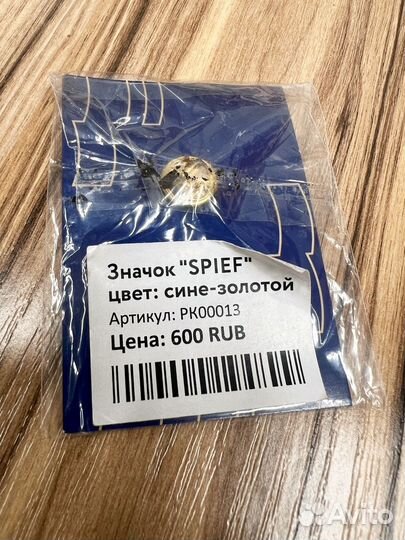 Значок "SPIEF"
цвет: сине-золотой
Артикул: РК00013
Цена: 600 RUB
Avito